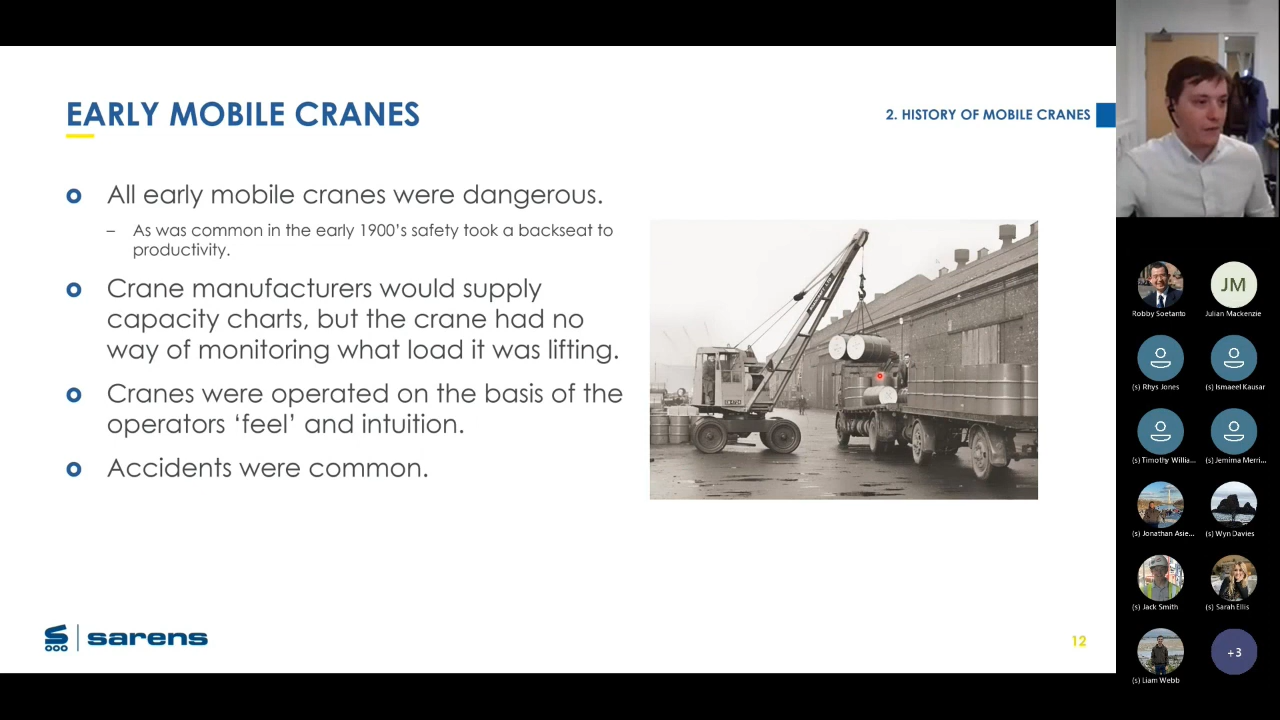 EARLY MOBILE CRANES
2. HISTORY OF MOBILE CRANES
All early mobile cranes were dangerous.
– As was common in the early 1900's safety took a backseat to
productivity.
Crane manufacturers would supply
capacity charts, but the crane had no
way of monitoring what load it was lifting.
Cranes were operated on the basis of the
operators ‘feel’ and intuition.
Accidents were common.
sarens
12
JM
Robby Soetanto
Julian Mackenzie
(s) Rhys Jones
(s) Ismaeel Kausar
(s) Timothy Willia...
(s) Jemima Merri...
(s) Jonathan Asie...
(s) Wyn Davies
(s) Jack Smith
(s) Sarah Ellis
+3
(s) Liam Webb